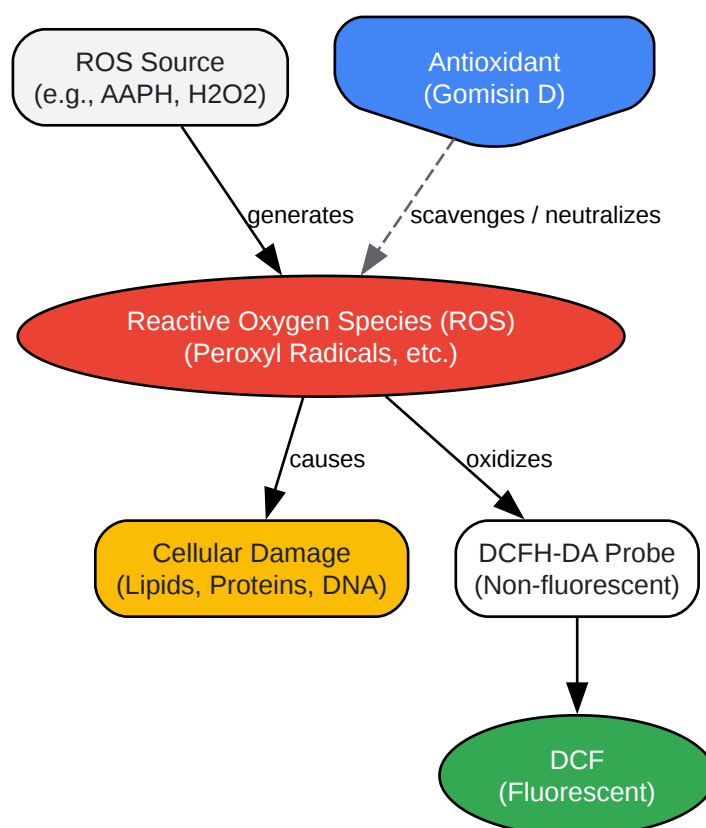 ROS Source
(e.g., AAPH, H2O2)
Antioxidant
(Gomisin D)
generates
scavenges / neutralizes
Reactive Oxygen Species (ROS)
(Peroxyl Radicals, etc.)
causes
oxidizes
Cellular Damage
(Lipids, Proteins, DNA)
DCFH-DA Probe
(Non-fluorescent)
DCF
(Fluorescent)